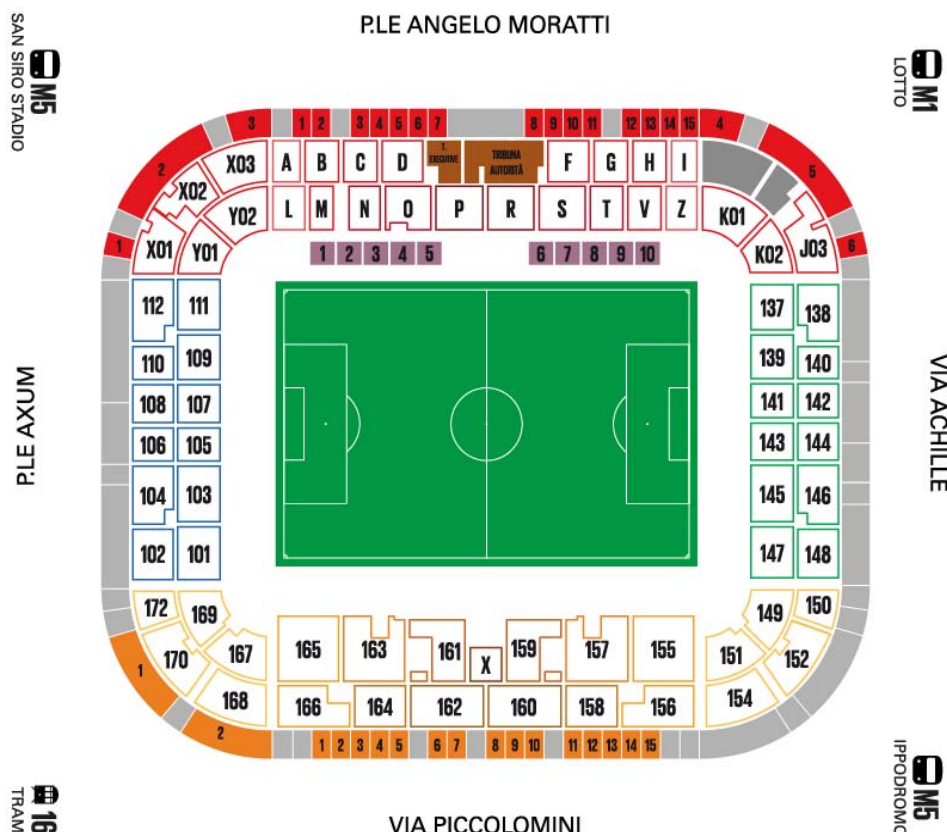 P.LE ANGELO MORATTI
SAN SIRO STADIO
M5
M1
LOTTO
3 1 2 3 4 5 6 7 8 9 10 11 12 13 14 15 4
2 5
X03 A B C D T. EXECUTIVE TRIBUNA AUTORITÀ F G H I
X02
Y02 L M N O P R S T V Z K01
1 X01 Y01 K02 J03 6
1 2 3 4 5 6 7 8 9 10
112 111 137 138
110 109 139 140
108 107 141 142
106 105 143 144
104 103 145 146
102 101 147 148
P.LE AXUM
VIA ACHILLE
172 169 149 150
170 167 165 163 161 X 159 157 155 151 152
168 166 164 162 160 158 156 154
1
2 1 2 3 4 5 6 7 8 9 10 11 12 13 14 15
16
TRAM
M5
IPPODROMO
VIA PICCOLOMINI